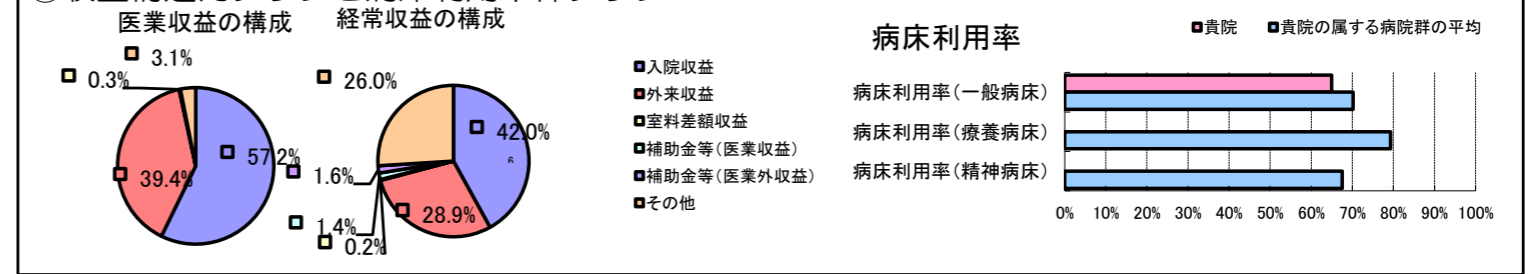 医業収益の構成
経常収益の構成
3.1%
0.3%
57.2%
39.4%
26.0%
42.0%
6
1.6%
1.4%
0.2%
28.9%
入院収益
外来収益
室料差額収益
補助金等(医業収益)
補助金等(医業外収益)
その他
病床利用率
貴院
貴院の属する病院群の平均
病床利用率(一般病床)
病床利用率(療養病床)
病床利用率(精神病床)
0% 10% 20% 30% 40% 50% 60% 70% 80% 90% 100%